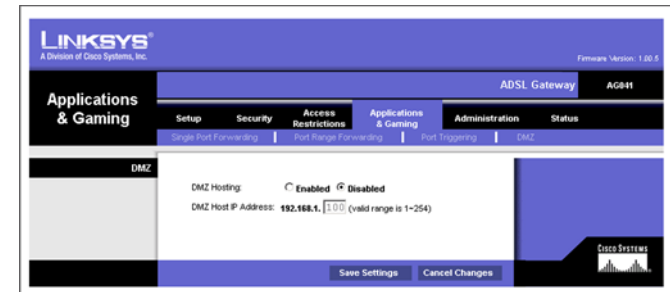 LINKSYS®
A Division of Cisco Systems, Inc.
Firmware Version: 1.00.5
ADSL Gateway
AG041
Applications & Gaming
Setup
Security
Access Restrictions
Applications & Gaming
Administration
Status
Single Port Forwarding
Port Range Forwarding
Port Triggering
DMZ
DMZ
DMZ Hosting: Enabled Disabled
DMZ Host IP Address: 192.168.1. 100 (valid range is 1~254)
Save Settings
Cancel Changes
CISCO SYSTEMS